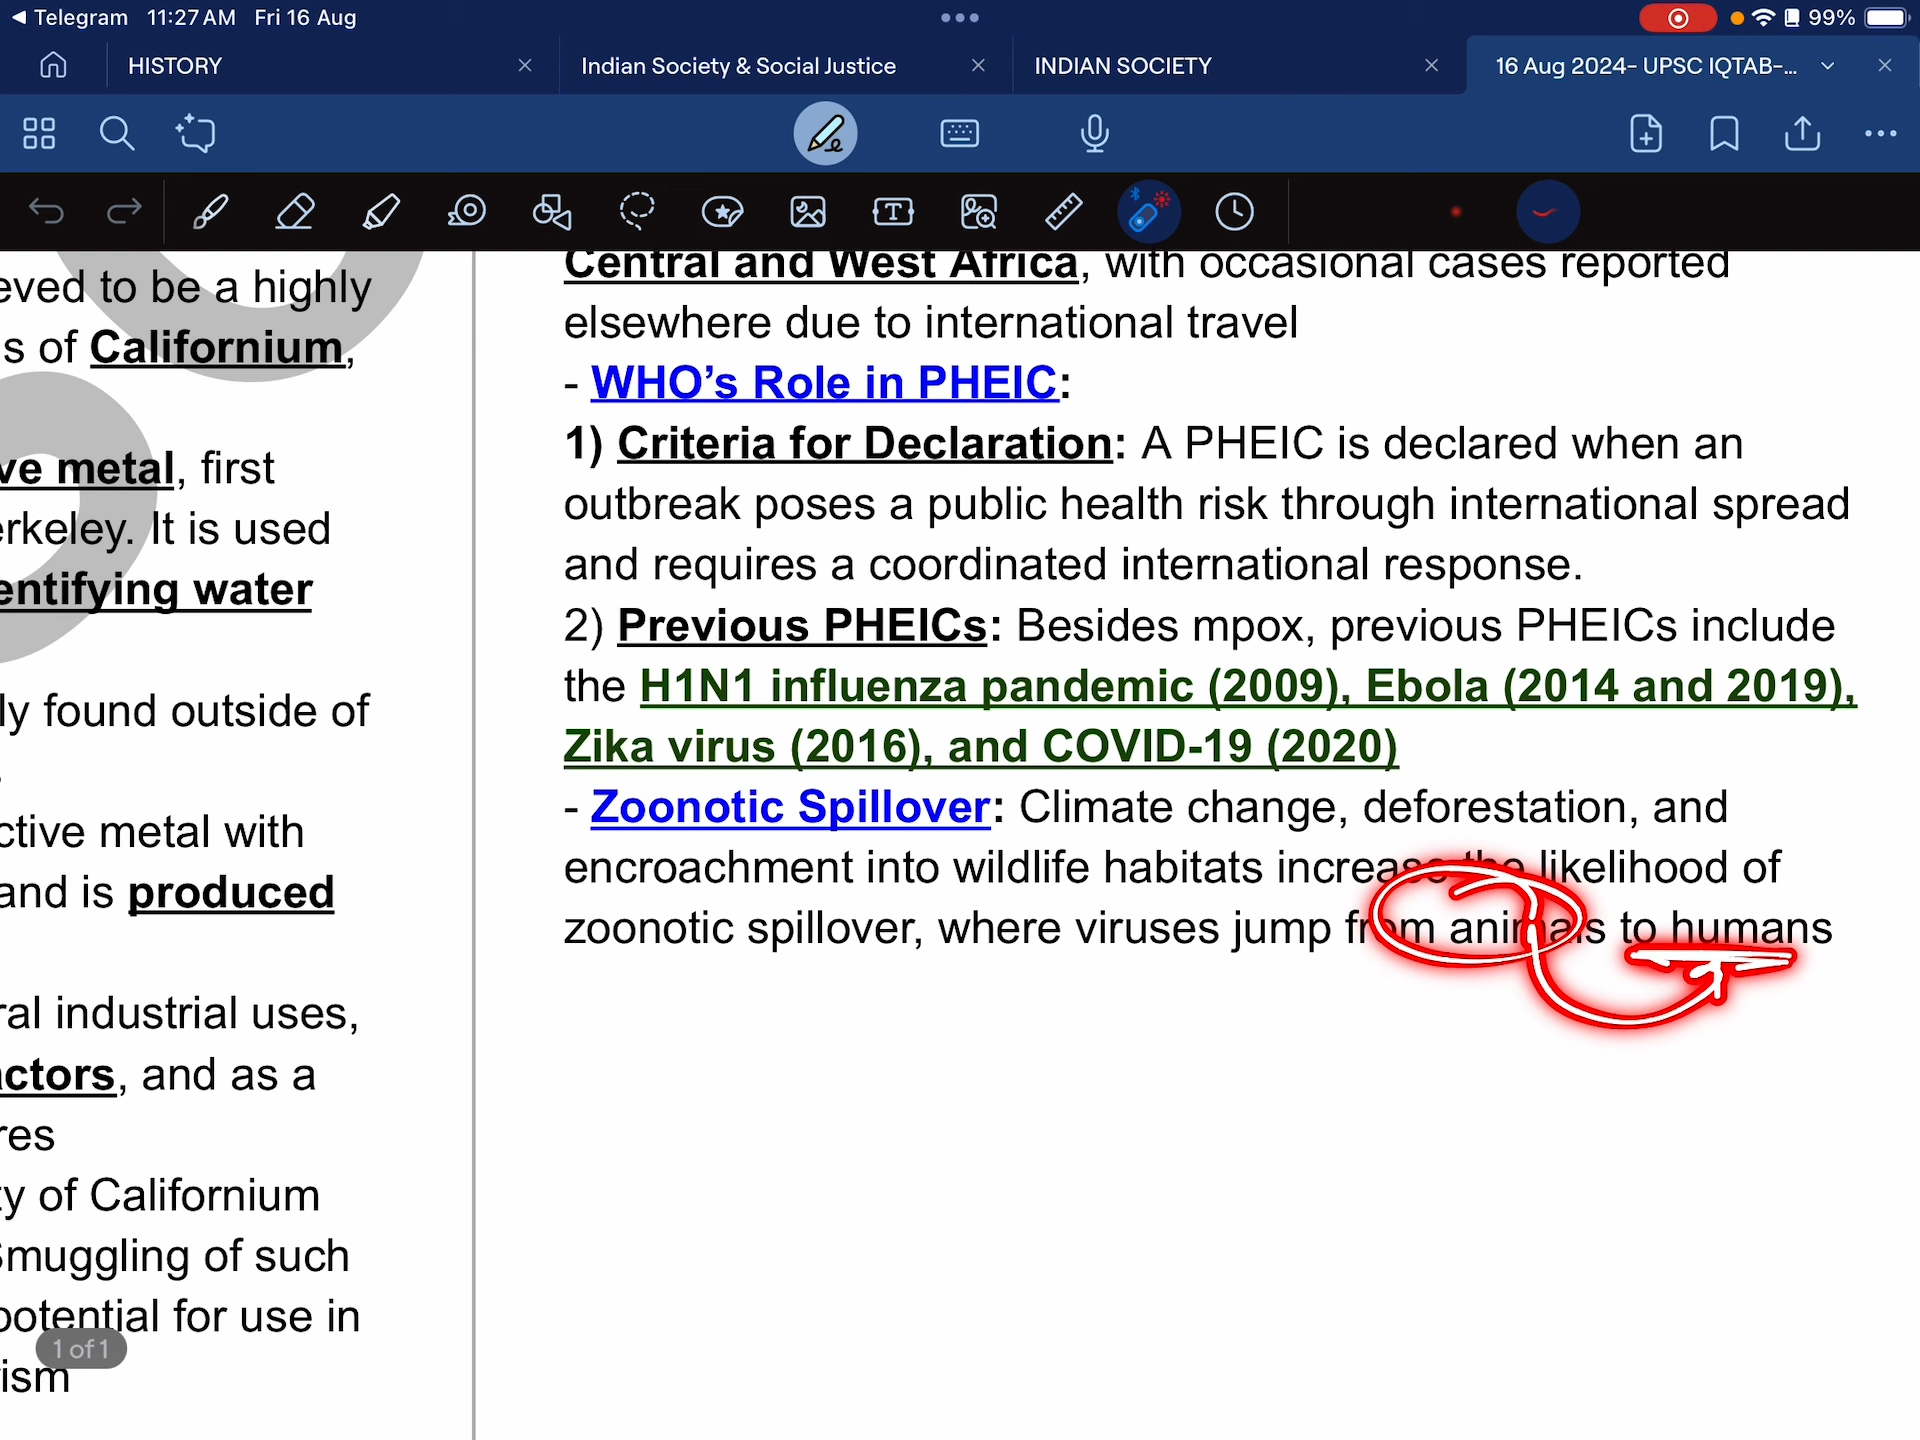 Telegram 11:27 AM Fri 16 Aug
99%
HISTORY
Indian Society & Social Justice
INDIAN SOCIETY
16 Aug 2024- UPSC IQTAB-...
eved to be a highly
s of Californium,
ve metal, first
erkeley. It is used
entifying water
ly found outside of
ctive metal with
and is produced
ral industrial uses,
actors, and as a
res
ty of Californium
Smuggling of such
potential for use in
1 of 1
ism
Central and West Africa, with occasional cases reported
elsewhere due to international travel
- WHO’s Role in PHEIC:
1) Criteria for Declaration: A PHEIC is declared when an
outbreak poses a public health risk through international spread
and requires a coordinated international response.
2) Previous PHEICs: Besides mpox, previous PHEICs include
the H1N1 influenza pandemic (2009), Ebola (2014 and 2019),
Zika virus (2016), and COVID-19 (2020)
- Zoonotic Spillover: Climate change, deforestation, and
encroachment into wildlife habitats increase the likelihood of
zoonotic spillover, where viruses jump from animals to humans